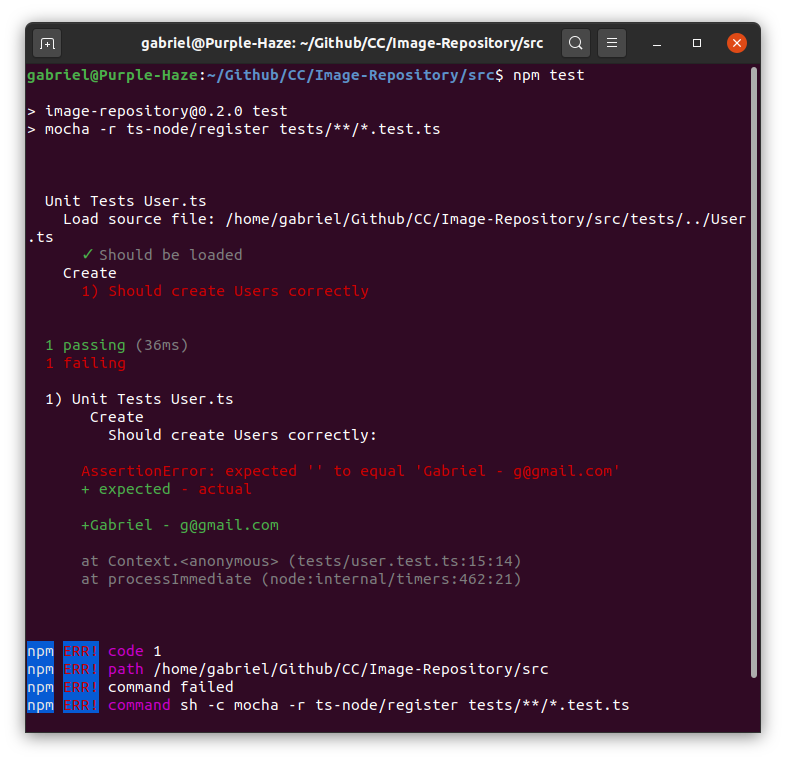 gabriel@Purple-Haze: ~/Github/CC/Image-Repository/src
gabriel@Purple-Haze:~/Github/CC/Image-Repository/src$ npm test
> image-repository@0.2.0 test
> mocha -r ts-node/register tests/**/*.test.ts
Unit Tests User.ts
Load source file: /home/gabriel/Github/CC/Image-Repository/src/tests/../User
.ts
✓ Should be loaded
Create
1) Should create Users correctly
1 passing (36ms)
1 failing
1) Unit Tests User.ts
Create
Should create Users correctly:
AssertionError: expected '' to equal 'Gabriel - g@gmail.com'
+ expected - actual
+Gabriel - g@gmail.com
at Context.<anonymous> (tests/user.test.ts:15:14)
at processImmediate (node:internal/timers:462:21)
npm ERR! code 1
npm ERR! path /home/gabriel/Github/CC/Image-Repository/src
npm ERR! command failed
npm ERR! command sh -c mocha -r ts-node/register tests/**/*.test.ts